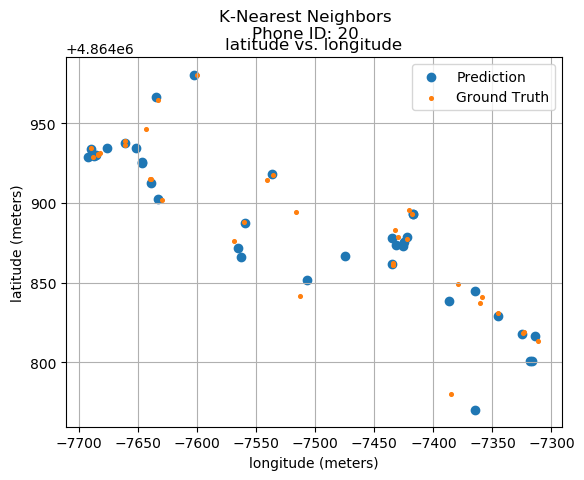 K-Nearest Neighbors
Phone ID: 20
latitude vs. longitude
+4.864e6
Prediction
Ground Truth
950
900
850
800
latitude (meters)
−7700 −7650 −7600 −7550 −7500 −7450 −7400 −7350 −7300
longitude (meters)